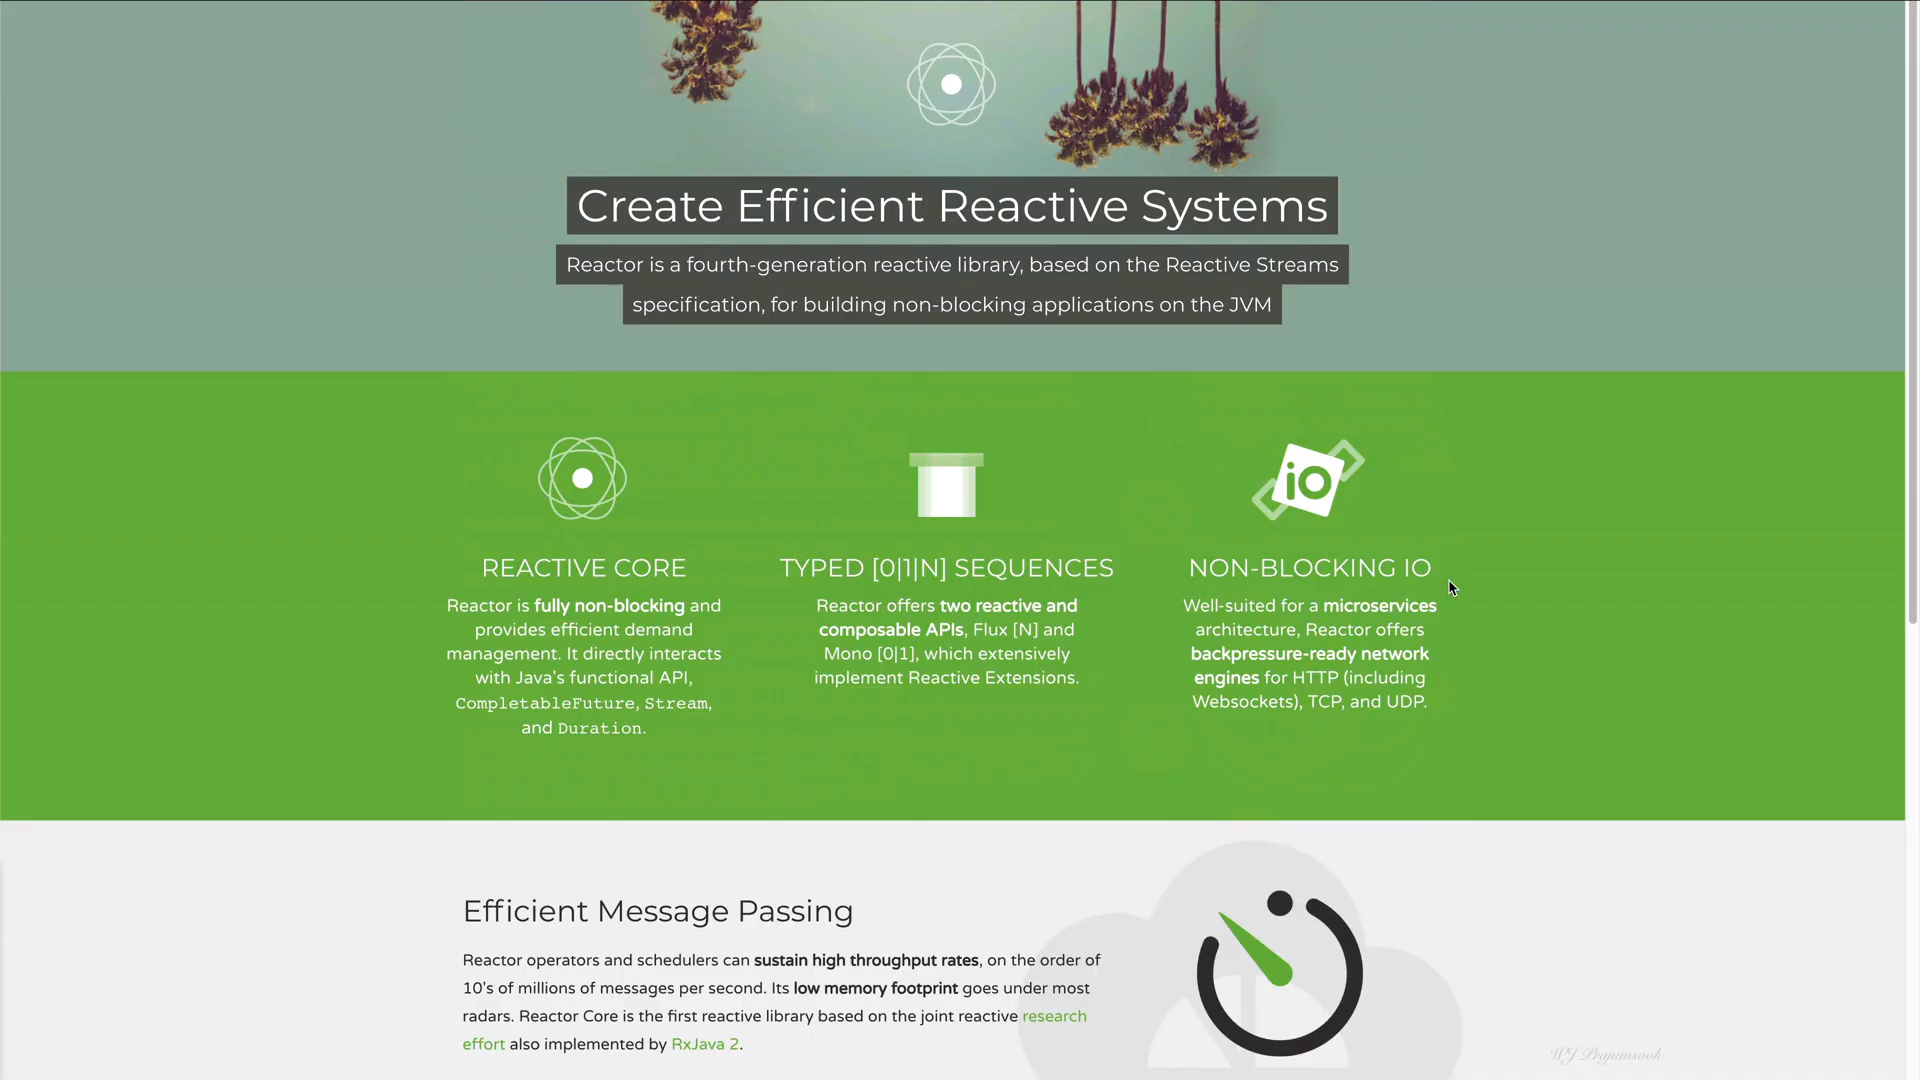 Create Efficient Reactive Systems
Reactor is a fourth-generation reactive library, based on the Reactive Streams
specification, for building non-blocking applications on the JVM
iO
REACTIVE CORE
Reactor is fully non-blocking and
provides efficient demand
management. It directly interacts
with Java's functional API,
CompletableFuture, Stream,
and Duration.
TYPED [0|1|N] SEQUENCES
Reactor offers two reactive and
composable APIs, Flux [N] and
Mono [0|1], which extensively
implement Reactive Extensions.
NON-BLOCKING IO
Well-suited for a microservices
architecture, Reactor offers
backpressure-ready network
engines for HTTP (including
Websockets), TCP, and UDP.
Efficient Message Passing
Reactor operators and schedulers can sustain high throughput rates, on the order of
10's of millions of messages per second. Its low memory footprint goes under most
radars. Reactor Core is the first reactive library based on the joint reactive research
effort also implemented by RxJava 2.
WJ Prajumsook